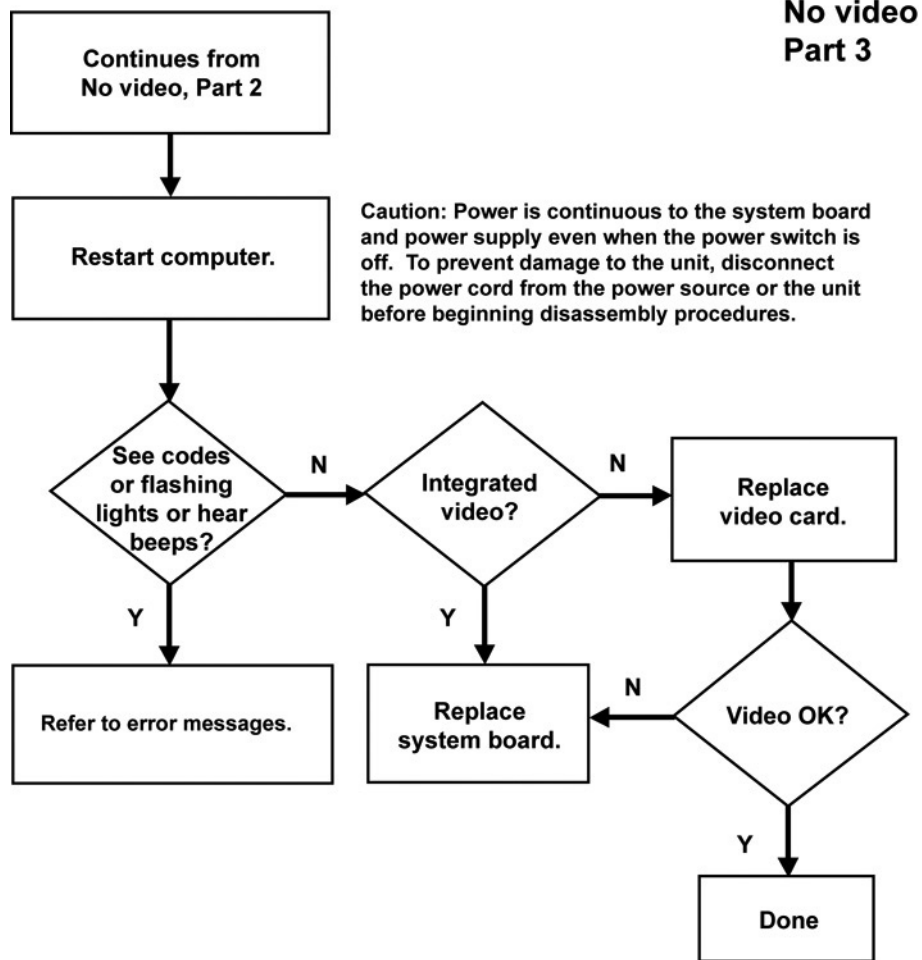 No video
Part 3
Continues from
No video, Part 2
Restart computer.
Caution: Power is continuous to the system board
and power supply even when the power switch is
off. To prevent damage to the unit, disconnect
the power cord from the power source or the unit
before beginning disassembly procedures.
See codes
or flashing
lights or hear
beeps?
N
Integrated
video?
N
Replace
video card.
Y
Y
Refer to error messages.
Replace
system board.
N
Video OK?
Y
Done